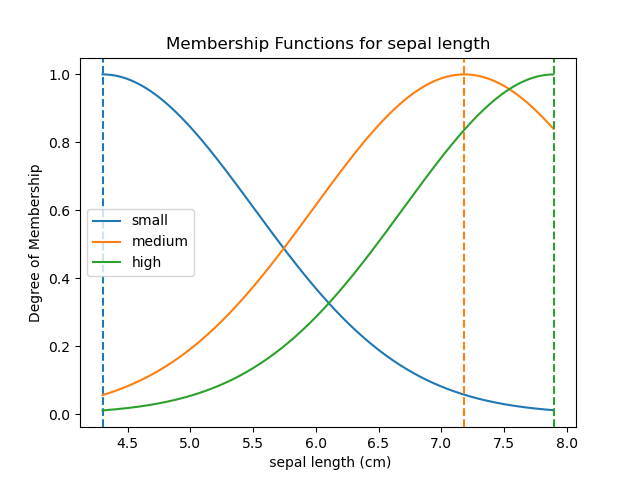 Membership Functions for sepal length
Degree of Membership
1.0
0.8
0.6
0.4
0.2
0.0
small
medium
high
4.5 5.0 5.5 6.0 6.5 7.0 7.5 8.0
sepal length (cm)